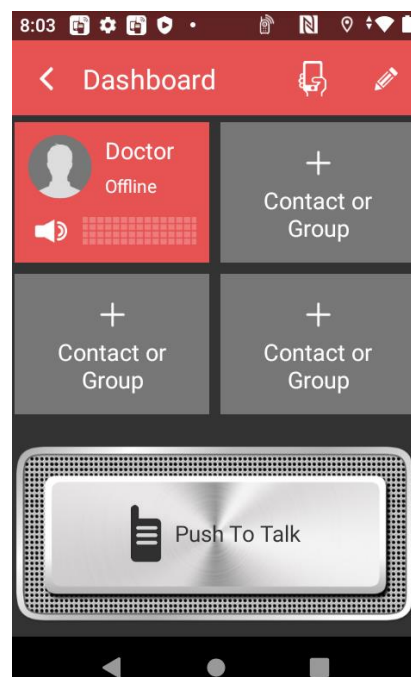 8:03
Dashboard
Doctor
Offline
Contact or
Group
Contact or
Group
Contact or
Group
Push To Talk